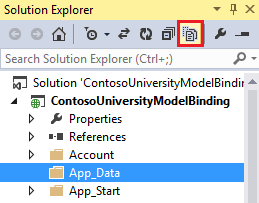 Solution Explorer
Search Solution Explorer (Ctrl+;)
Solution 'ContosoUniversityModelBinding
ContosoUniversityModelBinding
Properties
References
Account
App_Data
App_Start